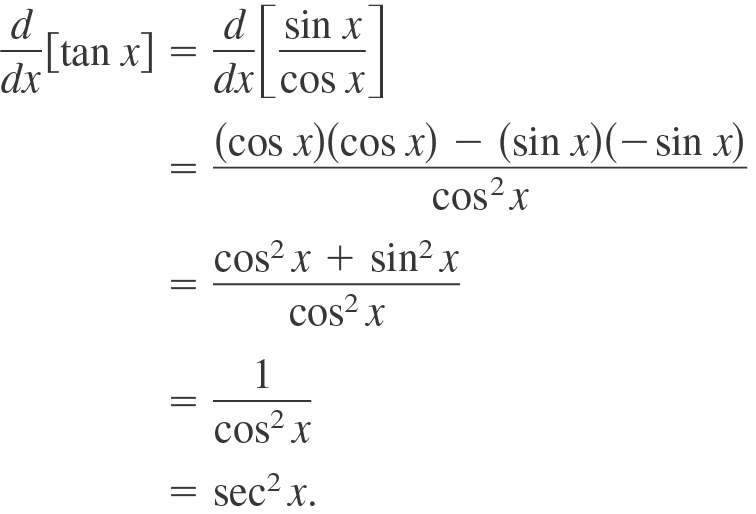 d/dx[tan x] = d/dx[sin x/cos x]
= (cos x)(cos x) − (sin x)(−sin x)/cos² x
= cos² x + sin² x/cos² x
= 1/cos² x
= sec² x.